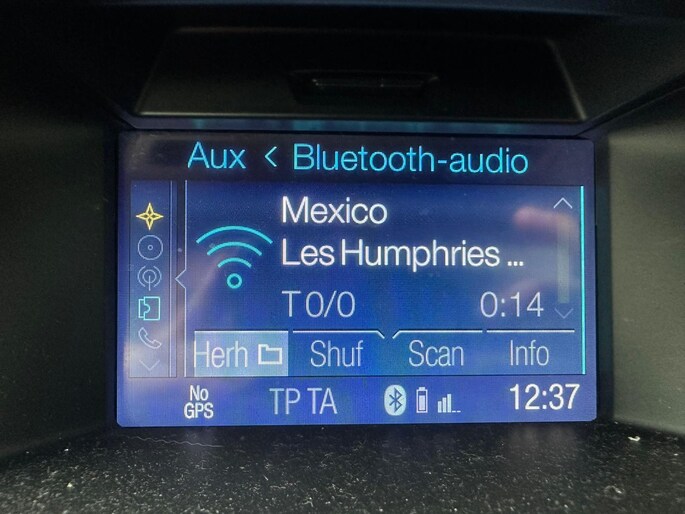 Aux < Bluetooth-audio
Mexico
Les Humphries ...
T 0/0 0:14
Herh Shuf Scan Info
No GPS TP TA 12:37